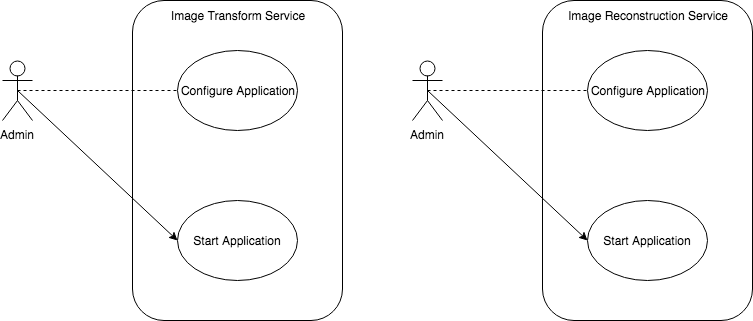 Image Transform Service
Configure Application
Admin
Start Application
Image Reconstruction Service
Configure Application
Admin
Start Application